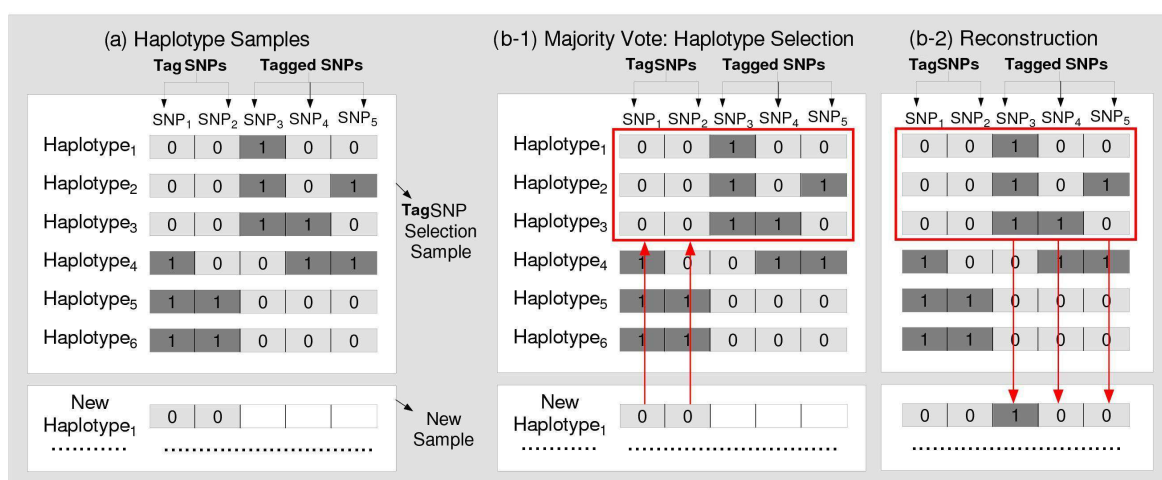 (a) Haplotype Samples
Tag SNPs Tagged SNPs
SNP1 SNP2 SNP3 SNP4 SNP5
Haplotype1 0 0 1 0 0
Haplotype2 0 0 1 0 1
Haplotype3 0 0 1 1 0
Haplotype4 1 0 0 1 1
Haplotype5 1 1 0 0 0
Haplotype6 1 1 0 0 0
TagSNP
Selection
Sample
New
Haplotype1
0 0
New
Sample
(b-1) Majority Vote: Haplotype Selection
TagSNPs Tagged SNPs
SNP1 SNP2 SNP3 SNP4 SNP5
Haplotype1 0 0 1 0 0
Haplotype2 0 0 1 0 1
Haplotype3 0 0 1 1 0
Haplotype4 1 0 0 1 1
Haplotype5 1 1 0 0 0
Haplotype6 1 1 0 0 0
New
Haplotype1
0 0
(b-2) Reconstruction
TagSNPs Tagged SNPs
SNP1 SNP2 SNP3 SNP4 SNP5
0 0 1 0 0
0 0 1 0 1
0 0 1 1 0
1 0 0 1 1
1 1 0 0 0
1 1 0 0 0
0 0 1 0 0